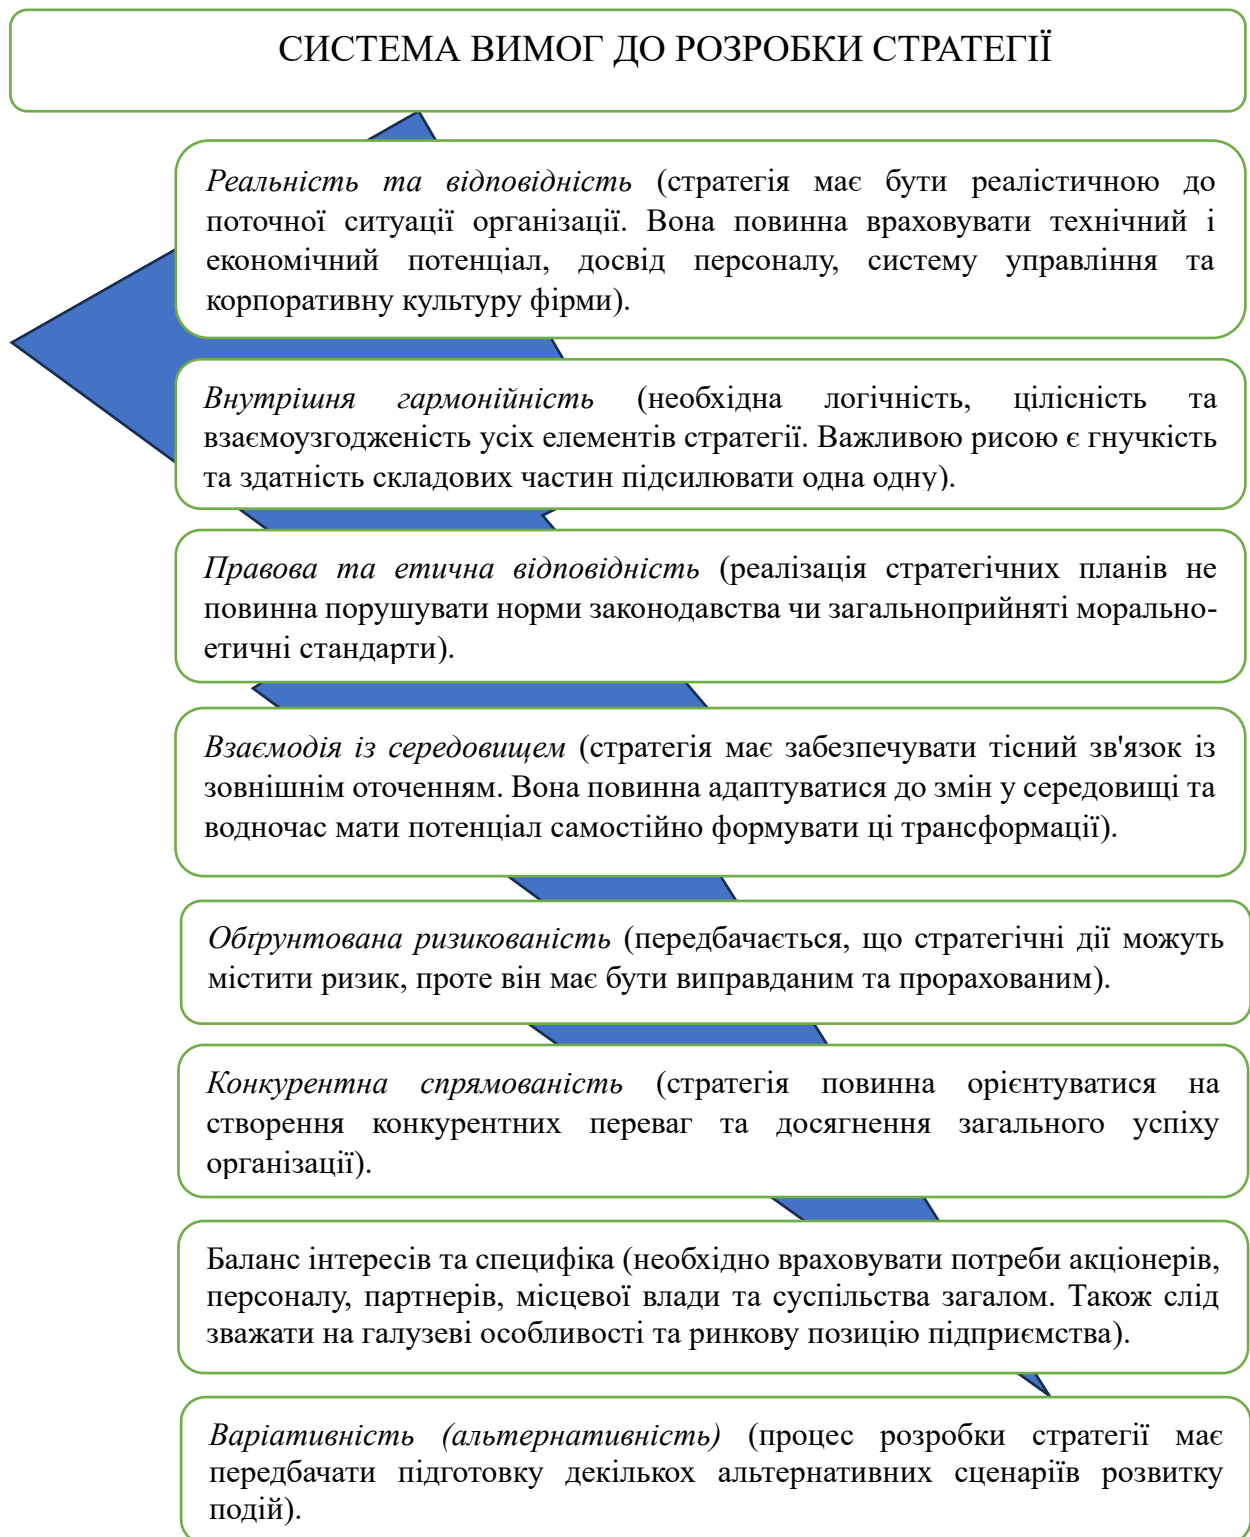 СИСТЕМА ВИМОГ ДО РОЗРОБКИ СТРАТЕГІЇ
Реальність та відповідність (стратегія має бути реалістичною до
поточної ситуації організації. Вона повинна враховувати технічний і
економічний потенціал, досвід персоналу, систему управління та
корпоративну культуру фірми).
Внутрішня гармонійність (необхідна логічність, цілісність та
взаємоузгодженість усіх елементів стратегії. Важливою рисою є гнучкість
та здатність складових частин підсилювати одна одну).
Правова та етична відповідність (реалізація стратегічних планів не
повинна порушувати норми законодавства чи загальноприйняті морально-
етичні стандарти).
Взаємодія із середовищем (стратегія має забезпечувати тісний зв'язок із
зовнішнім оточенням. Вона повинна адаптуватися до змін у середовищі та
водночас мати потенціал самостійно формувати ці трансформації).
Обґрунтована ризикованість (передбачається, що стратегічні дії можуть
містити ризик, проте він має бути виправданим та прорахованим).
Конкурентна спрямованість (стратегія повинна орієнтуватися на
створення конкурентних переваг та досягнення загального успіху
організації).
Баланс інтересів та специфіка (необхідно враховувати потреби акціонерів,
персоналу, партнерів, місцевої влади та суспільства загалом. Також слід
зважати на галузеві особливості та ринкову позицію підприємства).
Варіативність (альтернативність) (процес розробки стратегії має
передбачати підготовку декількох альтернативних сценаріїв розвитку
подій).